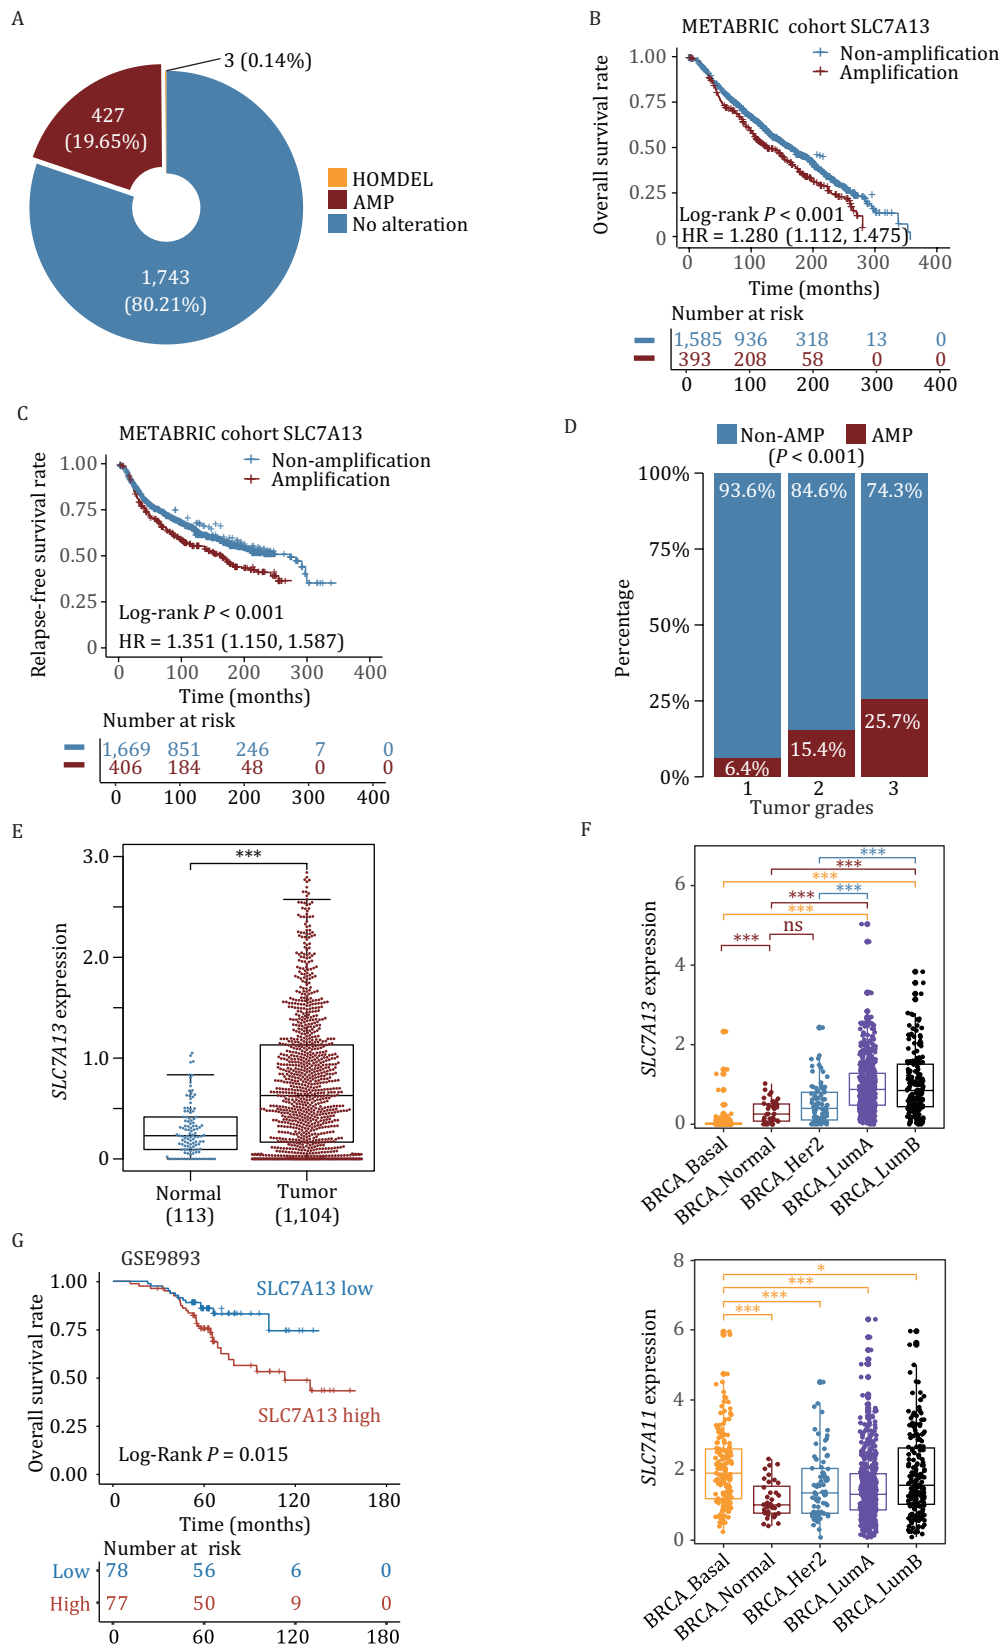 A
3 (0.14%)
427
(19.65%)
1,743
(80.21%)
HOMDEL
AMP
No alteration
B
METABRIC cohort SLC7A13
Non-amplification
Amplification
Overall survival rate
1.00
0.75
0.50
0.25
0
Log-rank P < 0.001
HR = 1.280 (1.112, 1.475)
0 100 200 300 400
Time (months)
Number at risk
1,585 936 318 13 0
393 208 58 0 0
0 100 200 300 400
C
METABRIC cohort SLC7A13
Non-amplification
Amplification
Relapse-free survival rate
1.00
0.75
0.50
0.25
0
Log-rank P < 0.001
HR = 1.351 (1.150, 1.587)
0 100 200 300 400
Time (months)
Number at risk
1,669 851 246 7 0
406 184 48 0 0
0 100 200 300 400
D
Non-AMP AMP
(P < 0.001)
Percentage
100%
75%
50%
25%
0%
93.6% 84.6% 74.3%
6.4% 15.4% 25.7%
1 2 3
Tumor grades
E
SLC7A13 expression
3.0
2.0
1.0
0
***
Normal
(113)
Tumor
(1,104)
F
SLC7A13 expression
6
4
2
0
***
***
***
***
***
***
ns
***
BRCA_Basal
BRCA_Normal
BRCA_Her2
BRCA_LumA
BRCA_LumB
SLC7A11 expression
8
6
4
2
0
*
***
***
***
BRCA_Basal
BRCA_Normal
BRCA_Her2
BRCA_LumA
BRCA_LumB
G
GSE9893
Overall survival rate
1.00
0.75
0.50
0.25
0.00
SLC7A13 low
SLC7A13 high
Log-Rank P = 0.015
0 60 120 180
Time (months)
Number at risk
Low 78 56 6 0
High 77 50 9 0
0 60 120 180